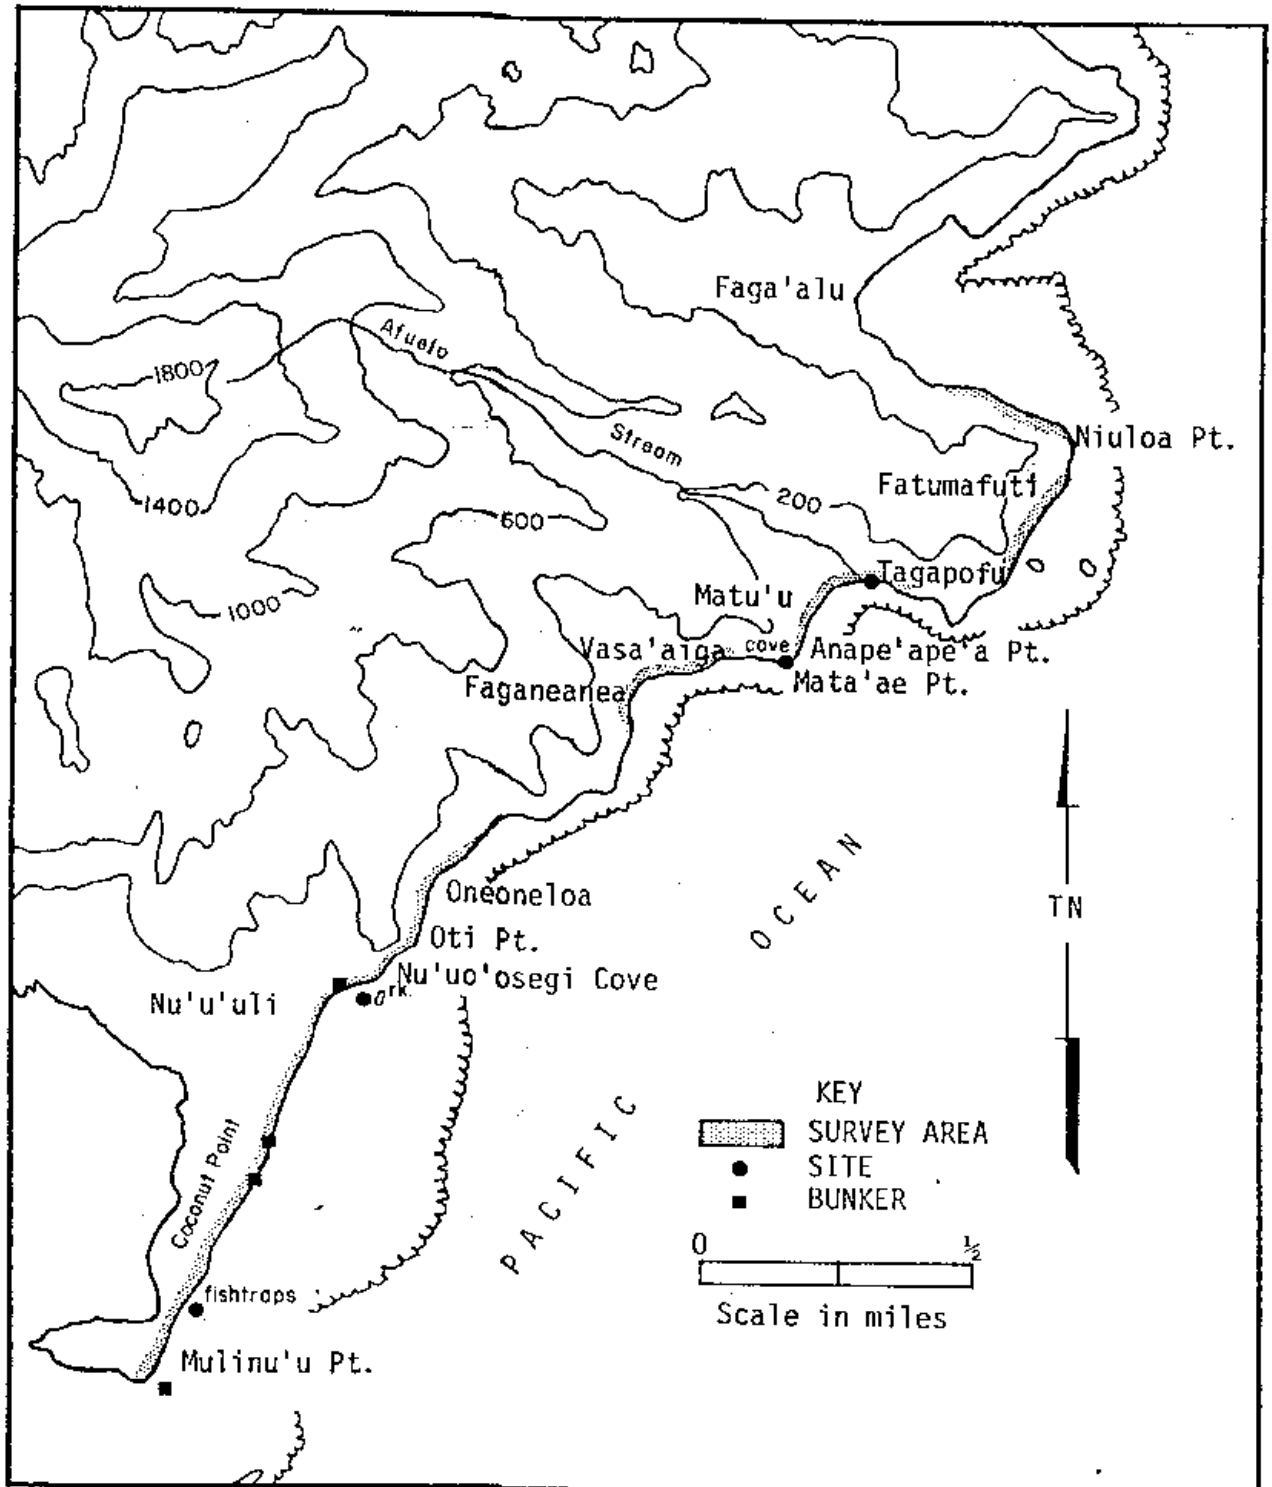 Faga'alu
Afuelo
1800
Stream
Niuloa Pt.
Fatumafuti
200
1400
600
Tagapofu
Matu'u
1000
Vasa'aiga
cove
Anape'ape'a Pt.
Faganeanea
Mata'ae Pt.
OCEAN
TN
Oneoneloa
Oti Pt.
Nu'uo'osegi Cove
Nu'u'uli
ark.
KEY
SURVEY AREA
SITE
BUNKER
PACIFIC
Coconut Point
0 ½
Scale in miles
fishtraps
Mulinu'u Pt.